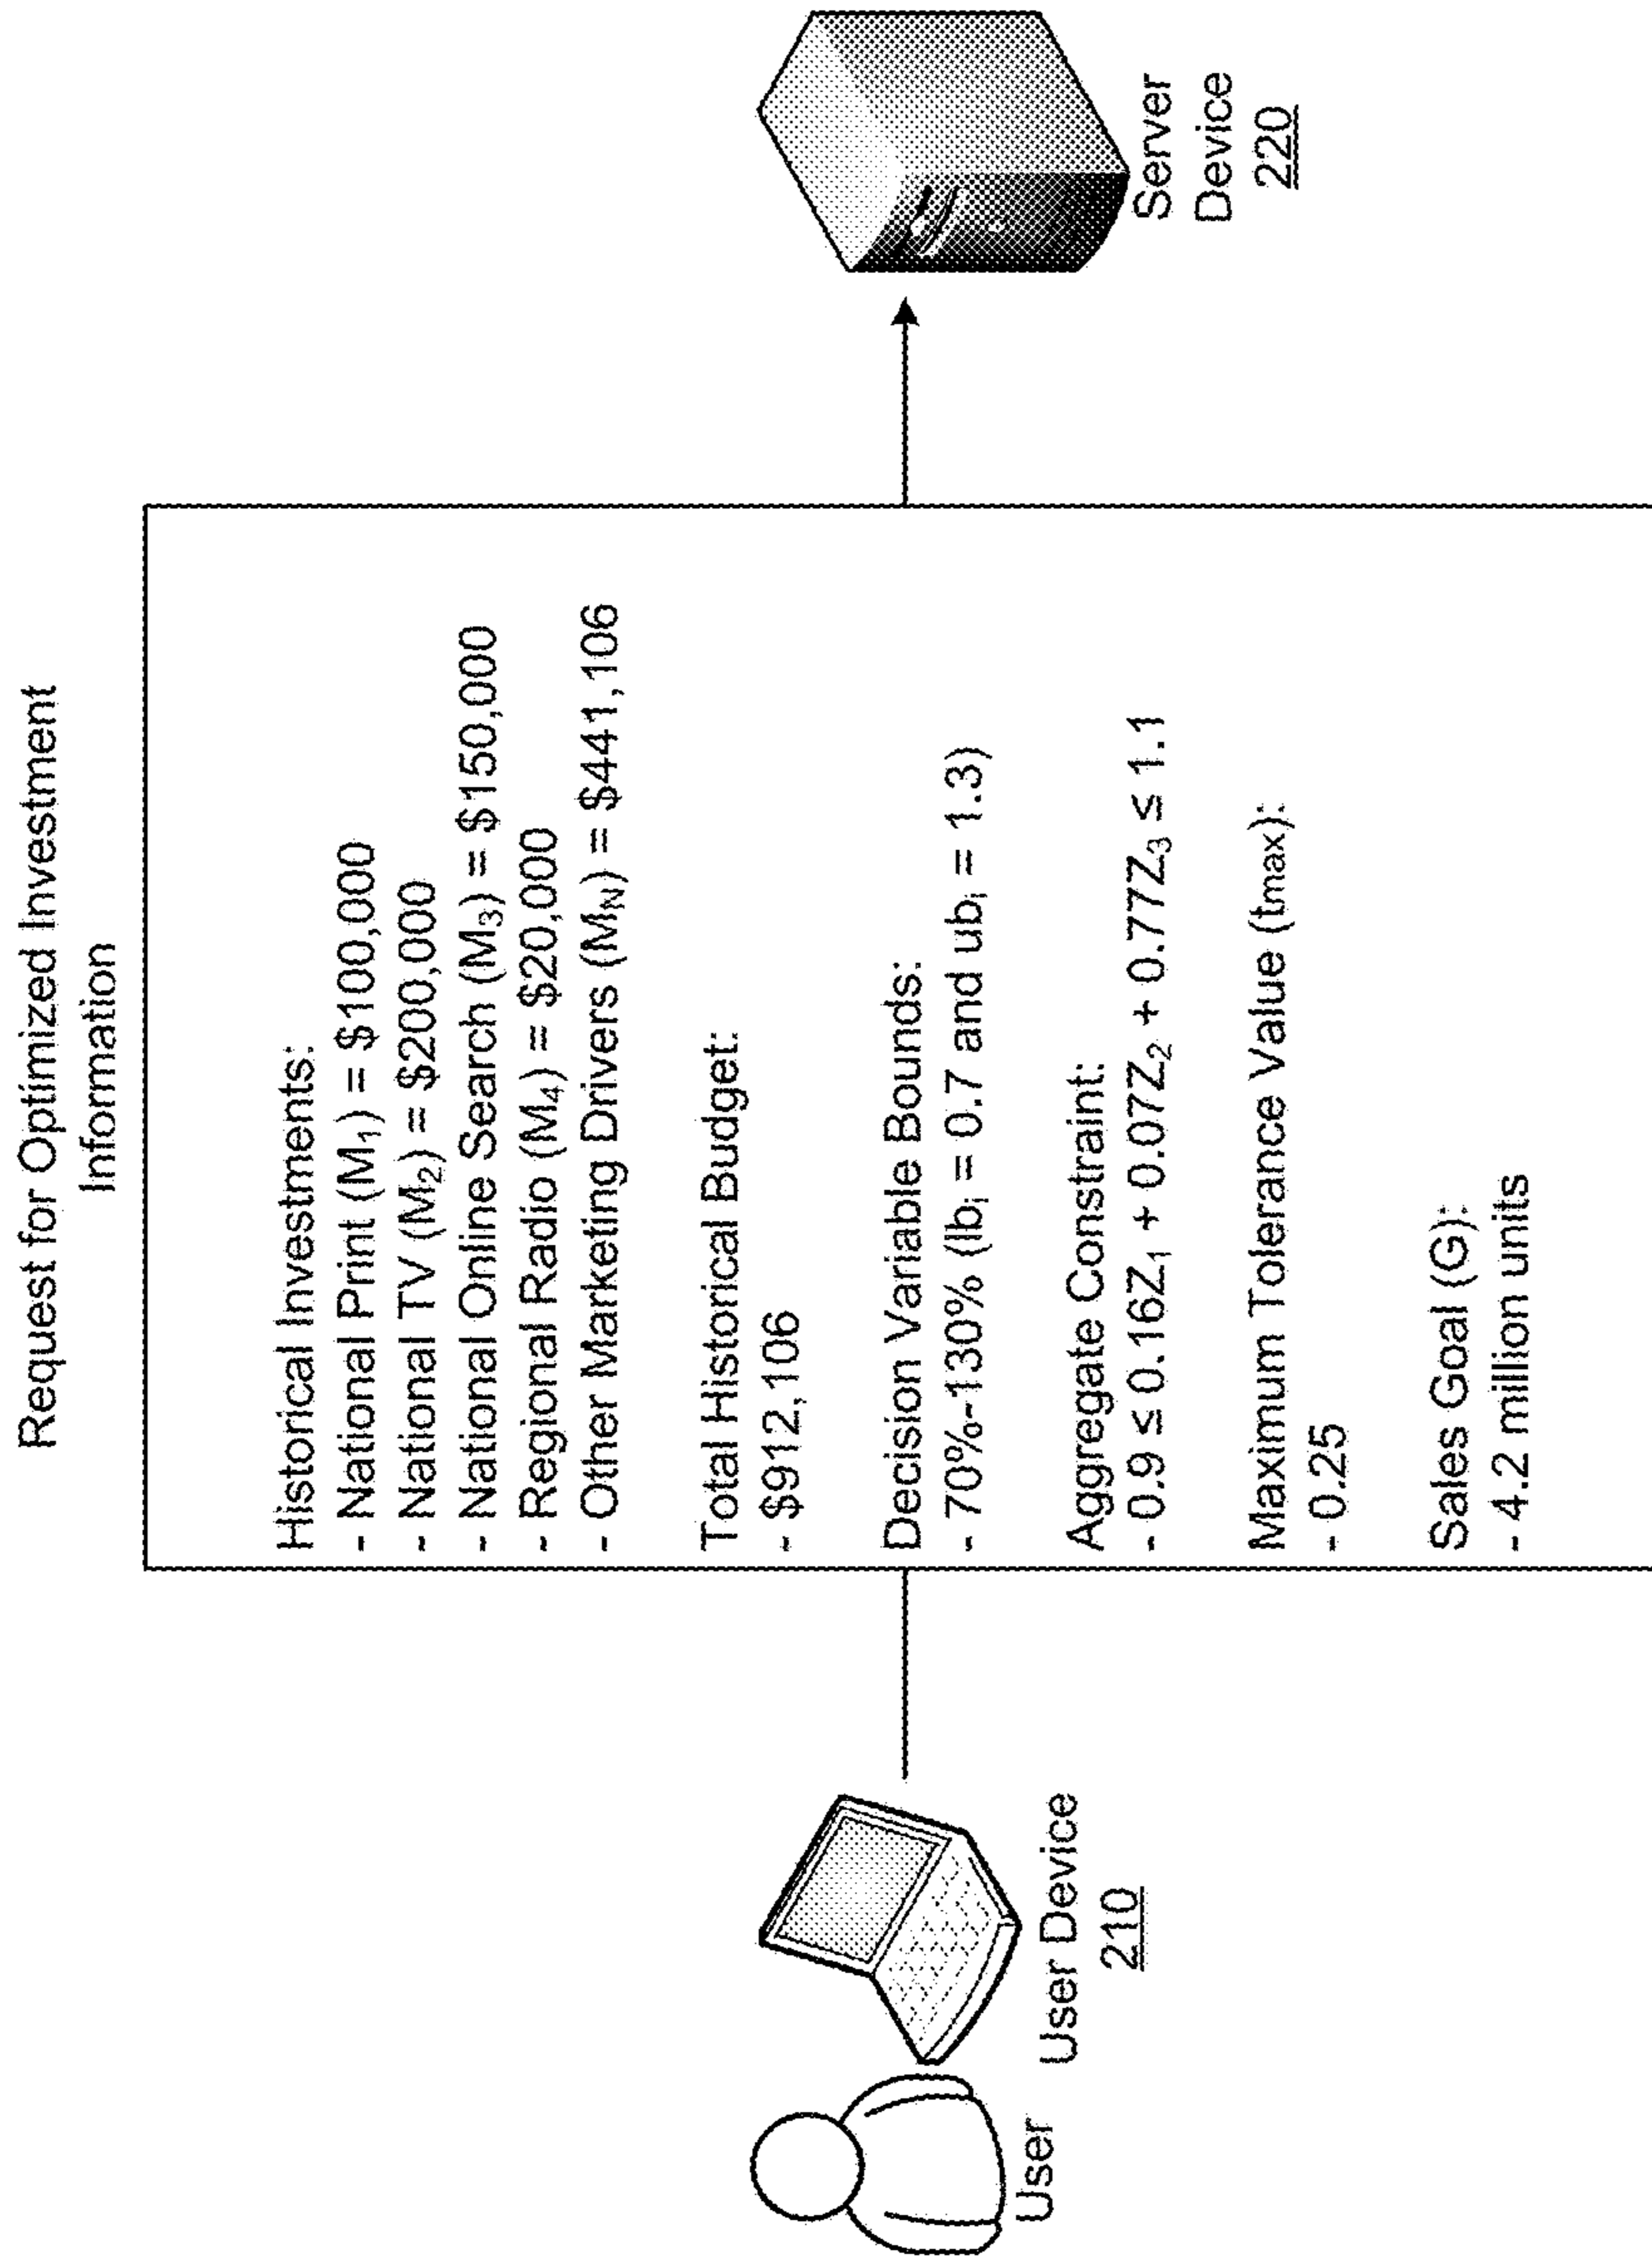 Request for Optimized Investment
Information
Historical Investments:
- National Print (M₁) = $100,000
- National TV (M₂) = $200,000
- National Online Search (M₃) = $150,000
- Regional Radio (M₄) = $20,000
- Other Marketing Drivers (M_N) = $441,106
Total Historical Budget:
- $912,106
Decision Variable Bounds:
- 70%-130% (lbᵢ = 0.7 and ubᵢ = 1.3)
Aggregate Constraint:
- 0.9 ≤ 0.16Z₁ + 0.07Z₂ + 0.77Z₃ ≤ 1.1
Maximum Tolerance Value (tmax):
- 0.25
Sales Goal (G):
- 4.2 million units
User
User Device
210
Server
Device
220